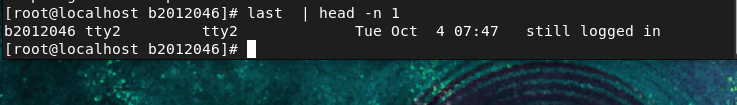 [root@localhost b2012046]# last  | head -n 1
b2012046 tty2         tty2             Tue Oct  4 07:47   still logged in
[root@localhost b2012046]#